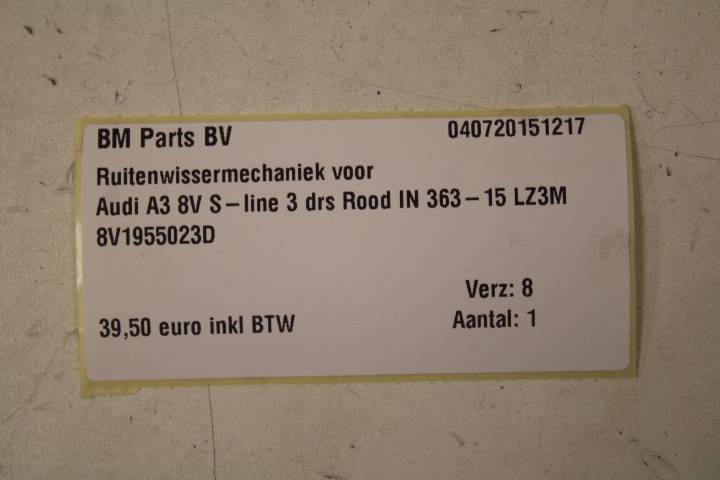 BM Parts BV 040720151217
Ruitenwissermechaniek voor
Audi A3 8V S-line 3 drs Rood IN 363-15 LZ3M
8V1955023D
Verz: 8
39,50 euro inkl BTW Aantal: 1